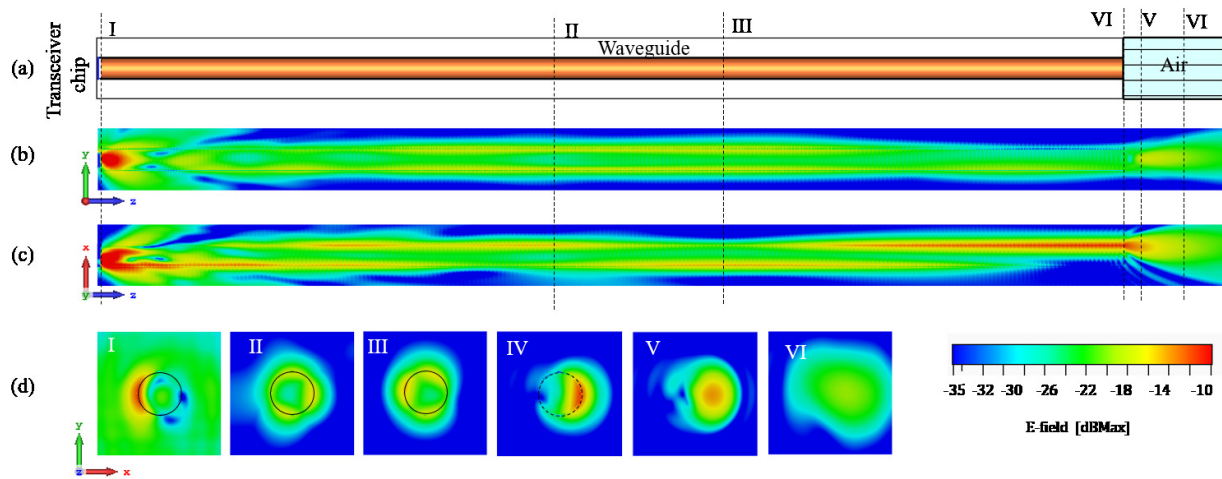 I
II
III
VI
V
VI
(a)
Transceiver
chip
Waveguide
Air
(b)
y
z
(c)
x
y
z
(d)
I
II
III
IV
V
VI
-35
-32
-30
-26
-22
-18
-14
-10
E-field [dBMax]
y
z
x